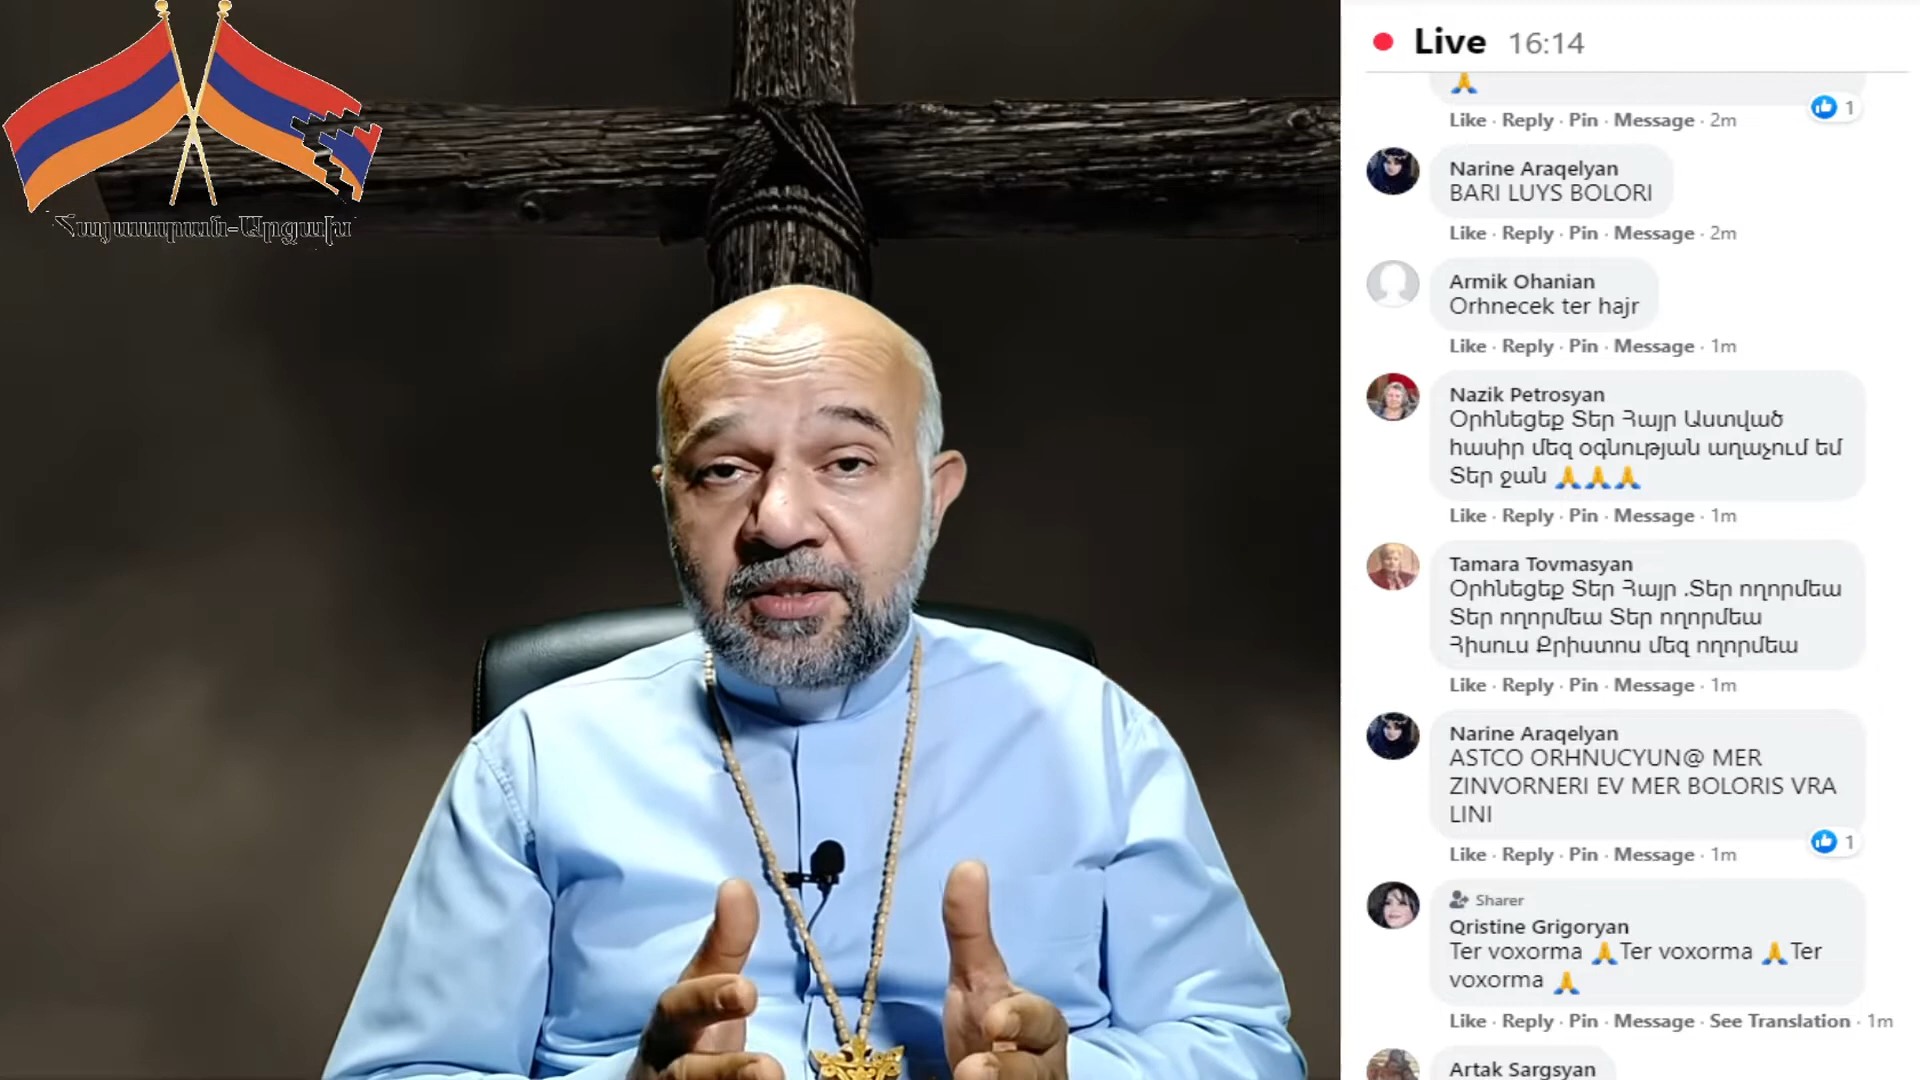 Հայաստան-Արցախ
Live 16:14
1
Like · Reply · Pin · Message · 2m
Narine Araqelyan
BARI LUYS BOLORI
Like · Reply · Pin · Message · 2m
Armik Ohanian
Orhnecek ter hajr
Like · Reply · Pin · Message · 1m
Nazik Petrosyan
Օրհնեցեք Տեր Հայր Աստված
հասիր մեզ օգնության աղաչում եմ
Տեր ջան 🙏🙏🙏
Like · Reply · Pin · Message · 1m
Tamara Tovmasyan
Օրհնեցեք Տեր Հայր .Տեր ողորմեա
Տեր ողորմեա Տեր ողորմեա
Հիսուս Քրիստոս մեզ ողորմեա
Like · Reply · Pin · Message · 1m
Narine Araqelyan
ASTCO ORHNUCYUN@ MER
ZINVORNERI EV MER BOLORIS VRA
LINI
1
Like · Reply · Pin · Message · 1m
Sharer
Qristine Grigoryan
Ter voxorma 🙏Ter voxorma 🙏Ter
voxorma 🙏
Like · Reply · Pin · Message · See Translation · 1m
Artak Sargsyan